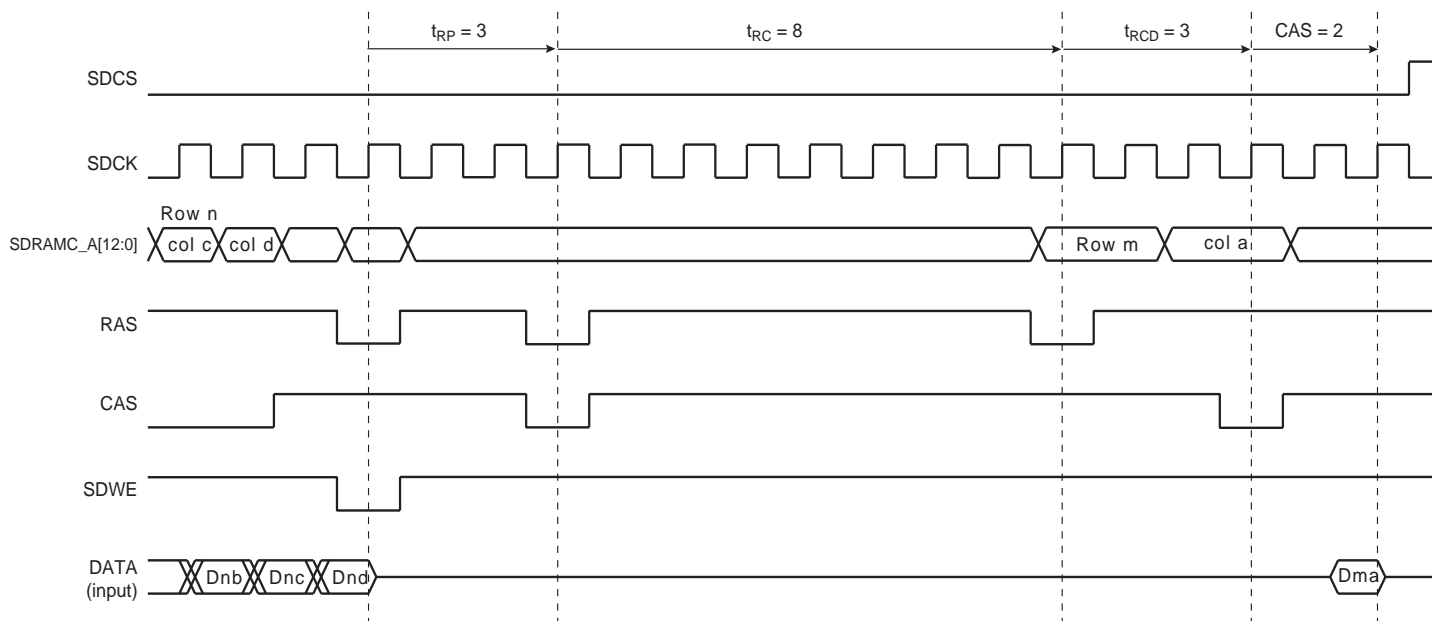 tRP = 3
tRC = 8
tRCD = 3
CAS = 2
SDCS
SDCK
Row n
SDRAMC_A[12:0]
col c
col d
Row m
col a
RAS
CAS
SDWE
DATA
(input)
Dnb
Dnc
Dnd
Dma